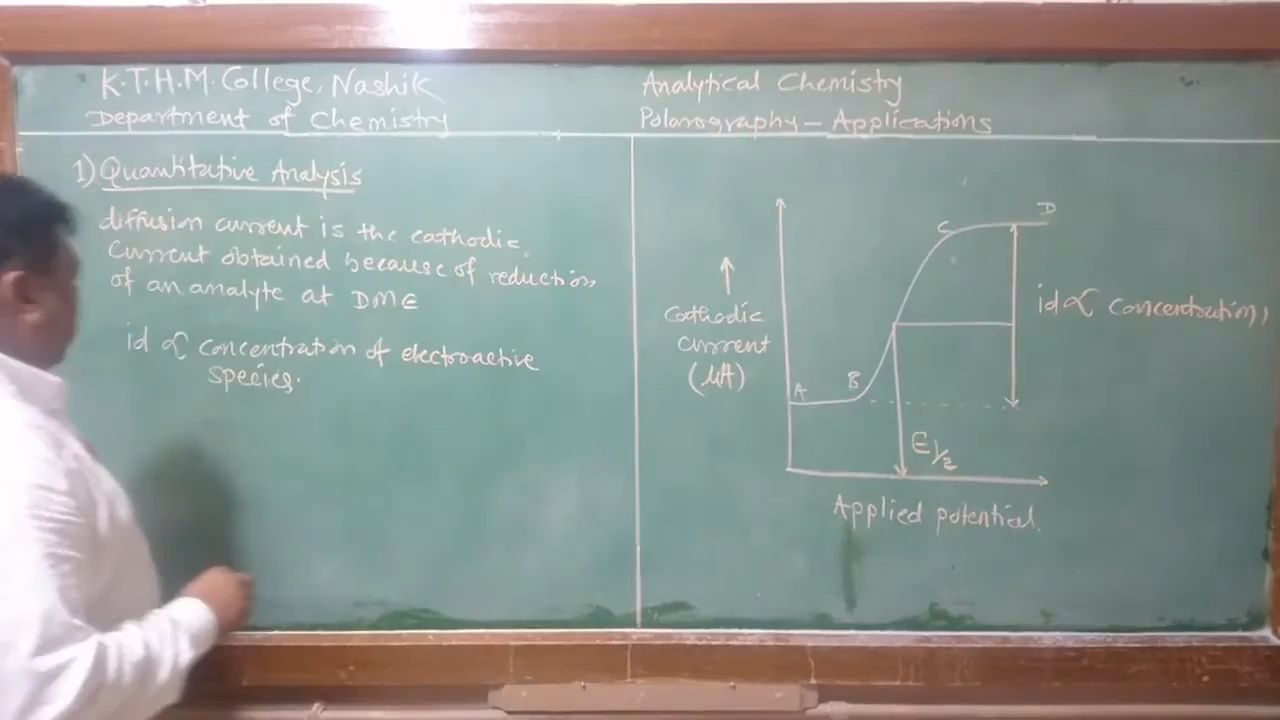 K.T.H.M. College, Nashik
Department of Chemistry
Analytical Chemistry
Polarography - Applications
1) Quantitative Analysis
diffusion current is the cathodic
current obtained because of reduction
of an analyte at DME
id ∝ concentration of electroactive
species.
D
C
id ∝ concentration
Cathodic
current
(μA)
A
B
E1/2
Applied potential.